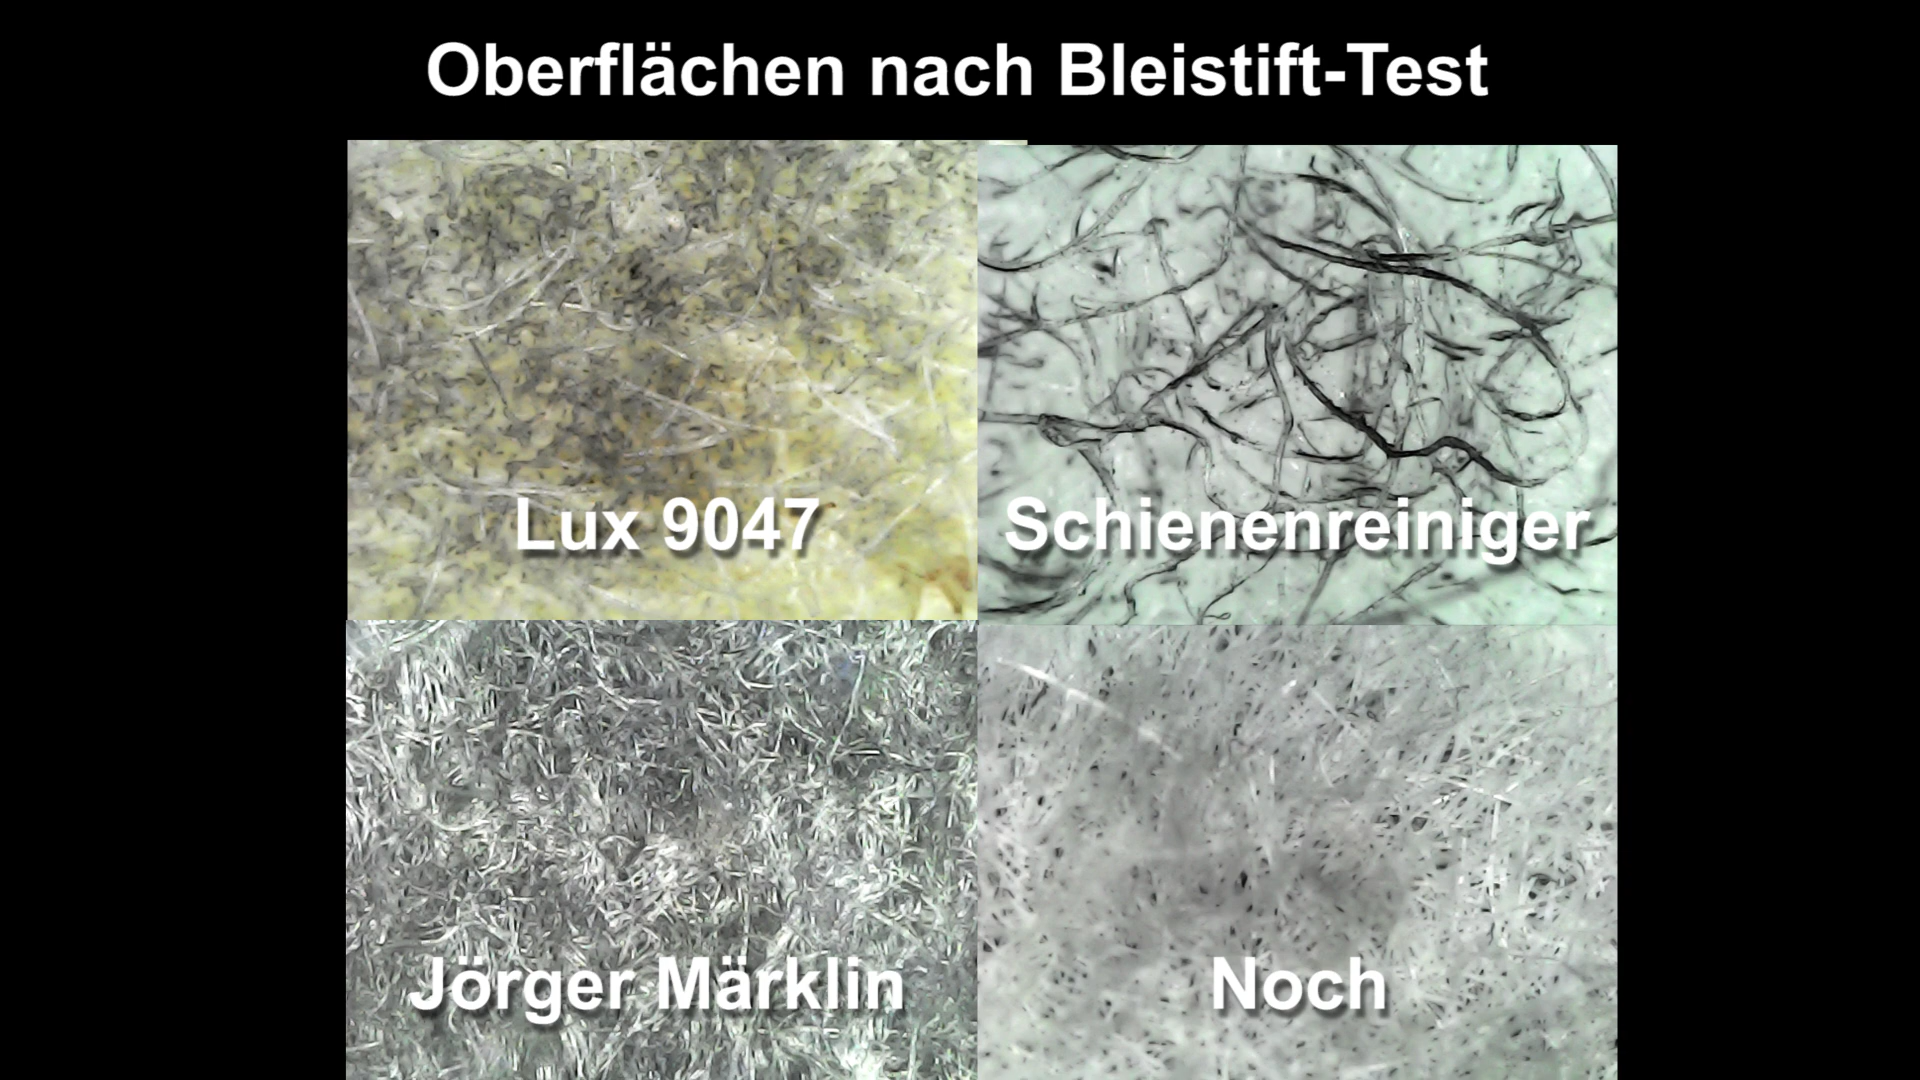 Oberflächen nach Bleistift-Test
Lux 9047
Schienenreiniger
Jörger Märklin
Noch